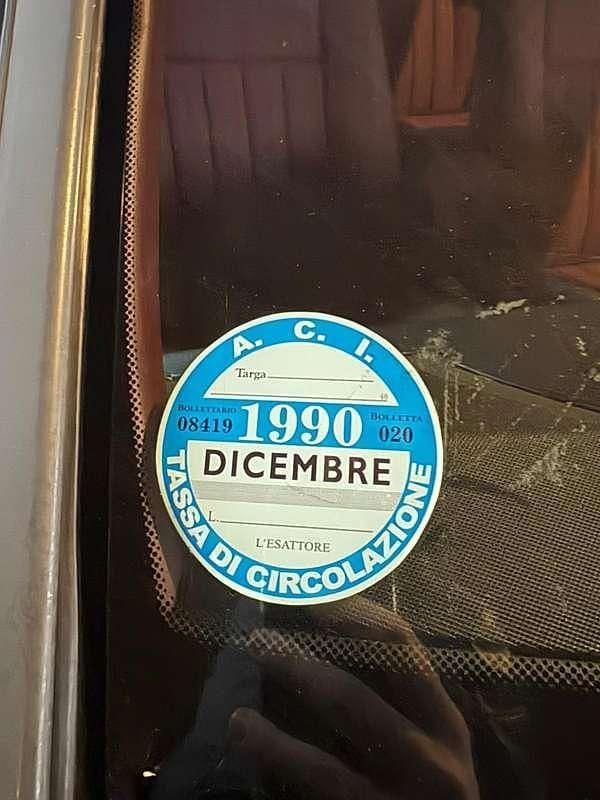 A. C. I.
Targa
BOLLETTARIO
08419
1990
BOLLETTA
020
DICEMBRE
L.
L'ESATTORE
TASSA DI CIRCOLAZIONE